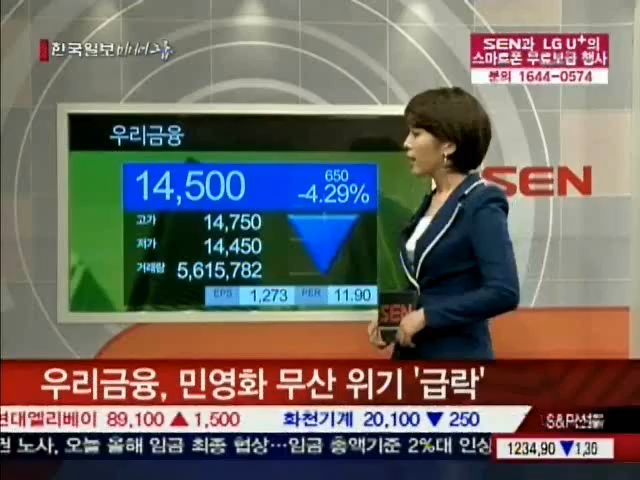 한국일보 미디어그룹
SEN과 LG U+의
스마트폰 무료보급 행사
문의 1644-0574
우리금융
14,500
650
-4.29%
고가 14,750
저가 14,450
거래량 5,615,782
EPS 1,273 PER 11.90
SEN
SEN
우리금융, 민영화 무산 위기 '급락'
현대엘리베이 89,100 ▲ 1,500 화천기계 20,100 ▼ 250 S&P선물
노사, 오늘 올해 임금 최종 협상…임금 총액기준 2%대 인상 1234,90 ▼1,30